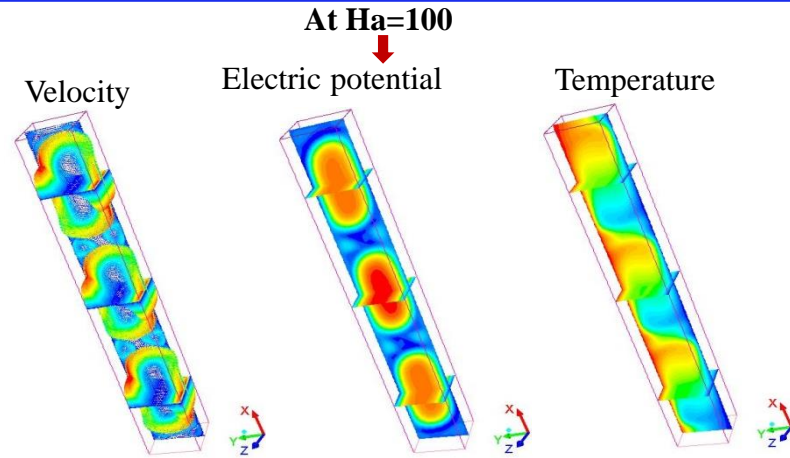 At Ha=100
Velocity
Electric potential
Temperature
X
Y
Z
X
Y
Z
X
Y
Z